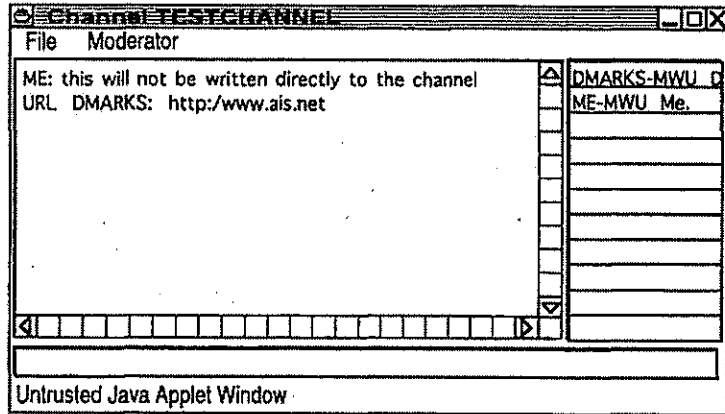 Channel TESTCHANNEL
File Moderator
ME: this will not be written directly to the channel
URL DMARKS: http:/www.ais.net
DMARKS-MWU D
ME-MWU Me.
Untrusted Java Applet Window